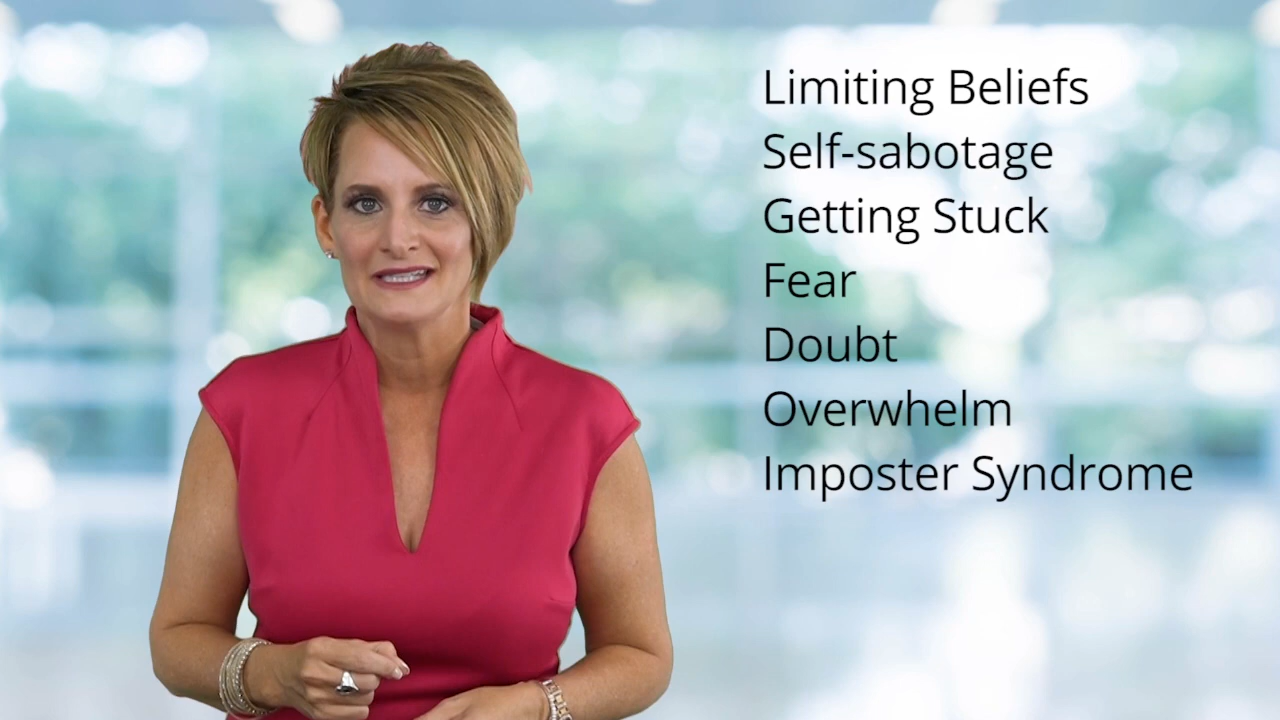 Limiting Beliefs
Self-sabotage
Getting Stuck
Fear
Doubt
Overwhelm
Imposter Syndrome